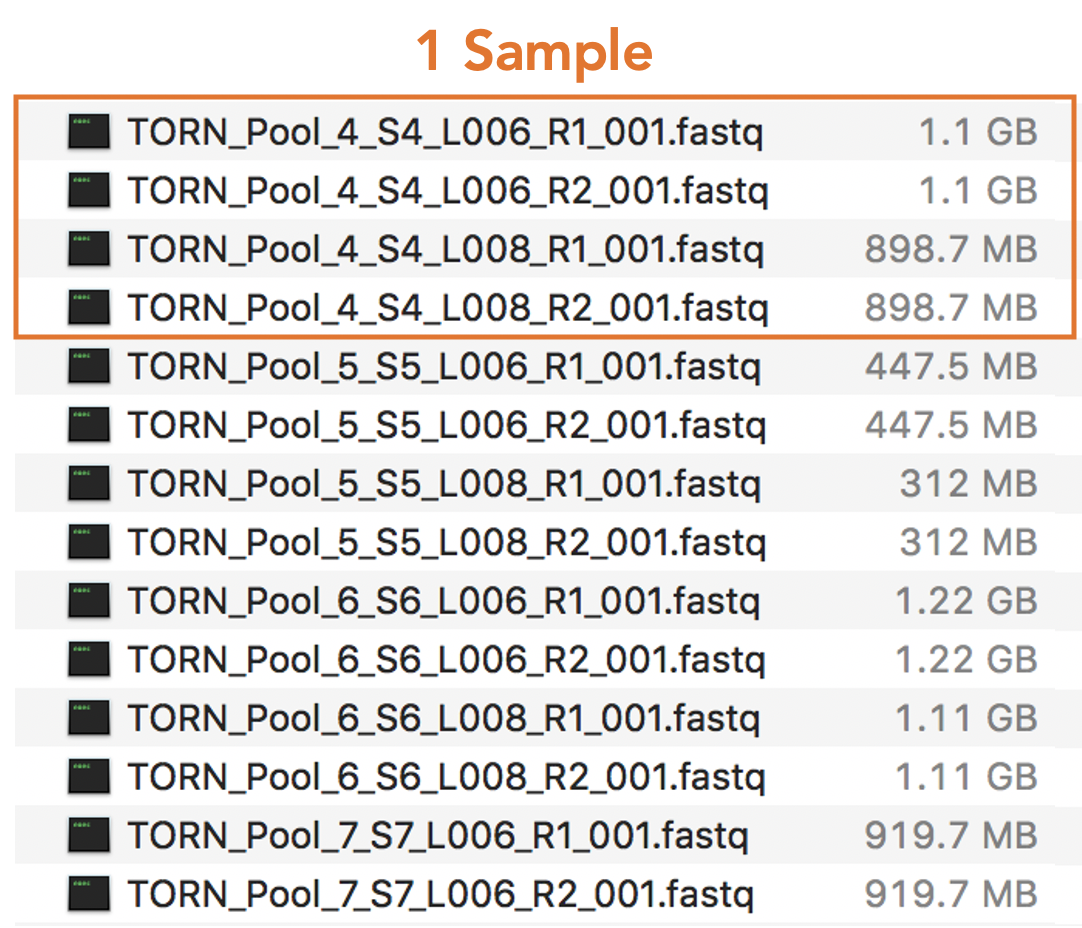 1 Sample
TORN_Pool_4_S4_L006_R1_001.fastq 1.1 GB
TORN_Pool_4_S4_L006_R2_001.fastq 1.1 GB
TORN_Pool_4_S4_L008_R1_001.fastq 898.7 MB
TORN_Pool_4_S4_L008_R2_001.fastq 898.7 MB
TORN_Pool_5_S5_L006_R1_001.fastq 447.5 MB
TORN_Pool_5_S5_L006_R2_001.fastq 447.5 MB
TORN_Pool_5_S5_L008_R1_001.fastq 312 MB
TORN_Pool_5_S5_L008_R2_001.fastq 312 MB
TORN_Pool_6_S6_L006_R1_001.fastq 1.22 GB
TORN_Pool_6_S6_L006_R2_001.fastq 1.22 GB
TORN_Pool_6_S6_L008_R1_001.fastq 1.11 GB
TORN_Pool_6_S6_L008_R2_001.fastq 1.11 GB
TORN_Pool_7_S7_L006_R1_001.fastq 919.7 MB
TORN_Pool_7_S7_L006_R2_001.fastq 919.7 MB